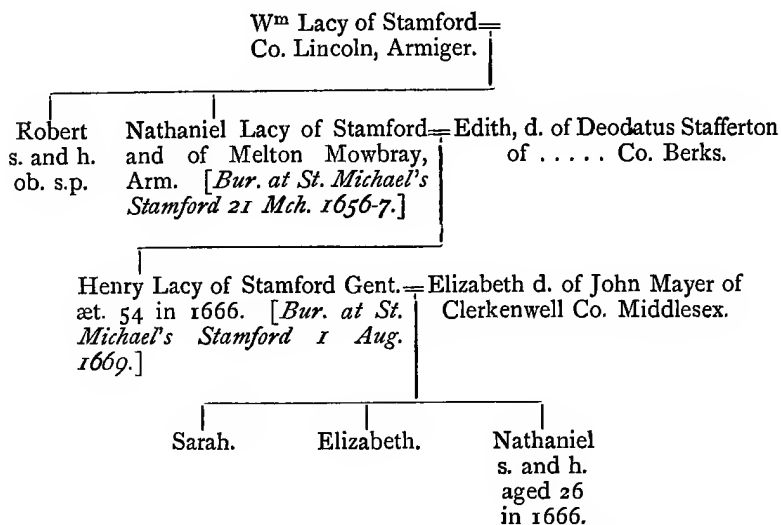 Wm Lacy of Stamford=
Co. Lincoln, Armiger.
Robert
s. and h.
ob. s.p.
Nathaniel Lacy of Stamford=Edith, d. of Deodatus Stafferton
and of Melton Mowbray, of ..... Co. Berks.
Arm. [Bur. at St. Michael's
Stamford 21 Mch. 1656-7.]
Henry Lacy of Stamford Gent.=Elizabeth d. of John Mayer of
æt. 54 in 1666. [Bur. at St. Clerkenwell Co. Middlesex.
Michael's Stamford 1 Aug.
1669.]
Sarah.
Elizabeth.
Nathaniel
s. and h.
aged 26
in 1666.